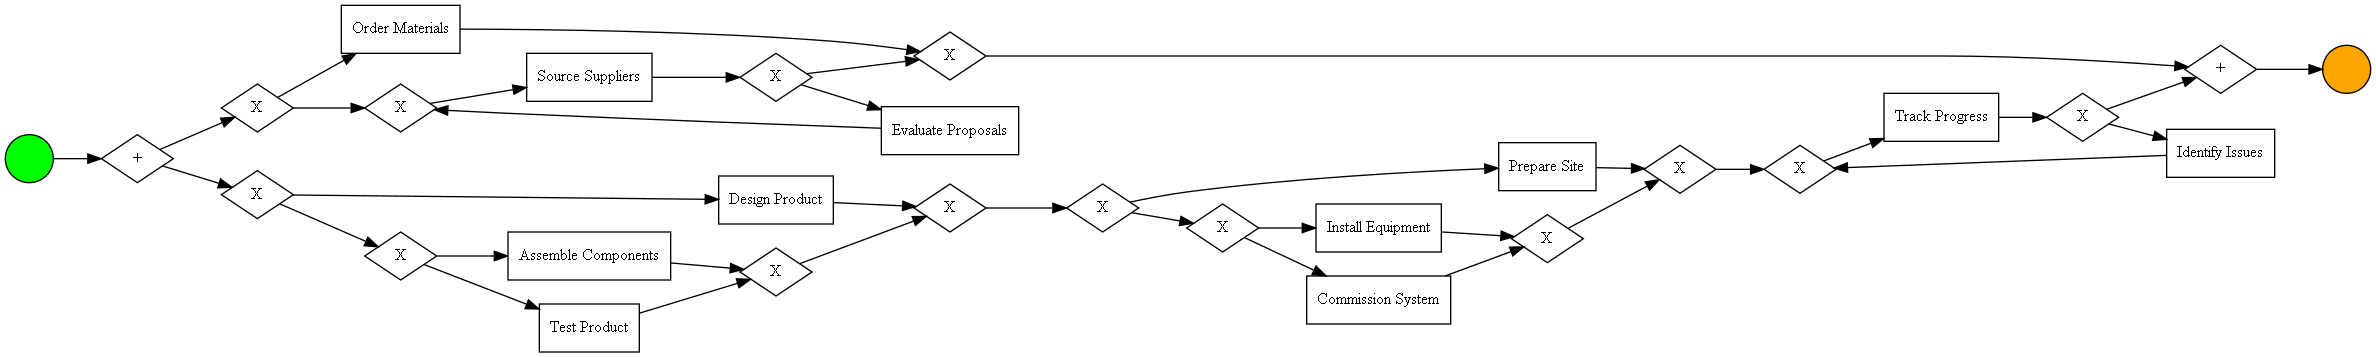 Order Materials
X
Source Suppliers
X
+
X
X
Track Progress
X
Evaluate Proposals
Identify Issues
+
Prepare Site
X
X
X
Design Product
X
X
X
Install Equipment
X
X
Assemble Components
X
Commission System
Test Product